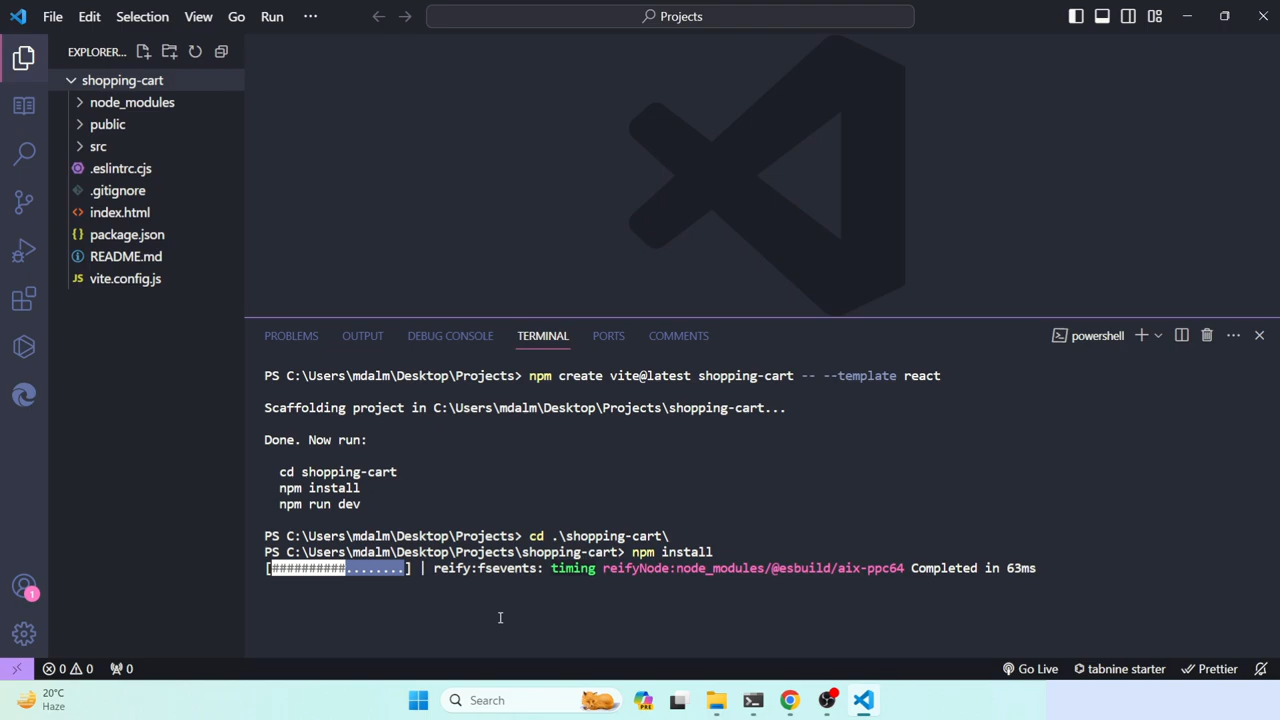 File Edit Selection View Go Run ···
Projects
EXPLORER...
shopping-cart
node_modules
public
src
.eslintrc.cjs
.gitignore
index.html
{} package.json
README.md
JS vite.config.js
PROBLEMS OUTPUT DEBUG CONSOLE TERMINAL PORTS COMMENTS
powershell
PS C:\Users\mdalm\Desktop\Projects> npm create vite@latest shopping-cart -- --template react
Scaffolding project in C:\Users\mdalm\Desktop\Projects\shopping-cart...
Done. Now run:
cd shopping-cart
npm install
npm run dev
PS C:\Users\mdalm\Desktop\Projects> cd .\shopping-cart\
PS C:\Users\mdalm\Desktop\Projects\shopping-cart> npm install
[##########........] | reify:fsevents: timing reifyNode:node_modules/@esbuild/aix-ppc64 Completed in 63ms
1
0 0 0
Go Live tabnine starter Prettier
20°C
Haze
Search
PRE